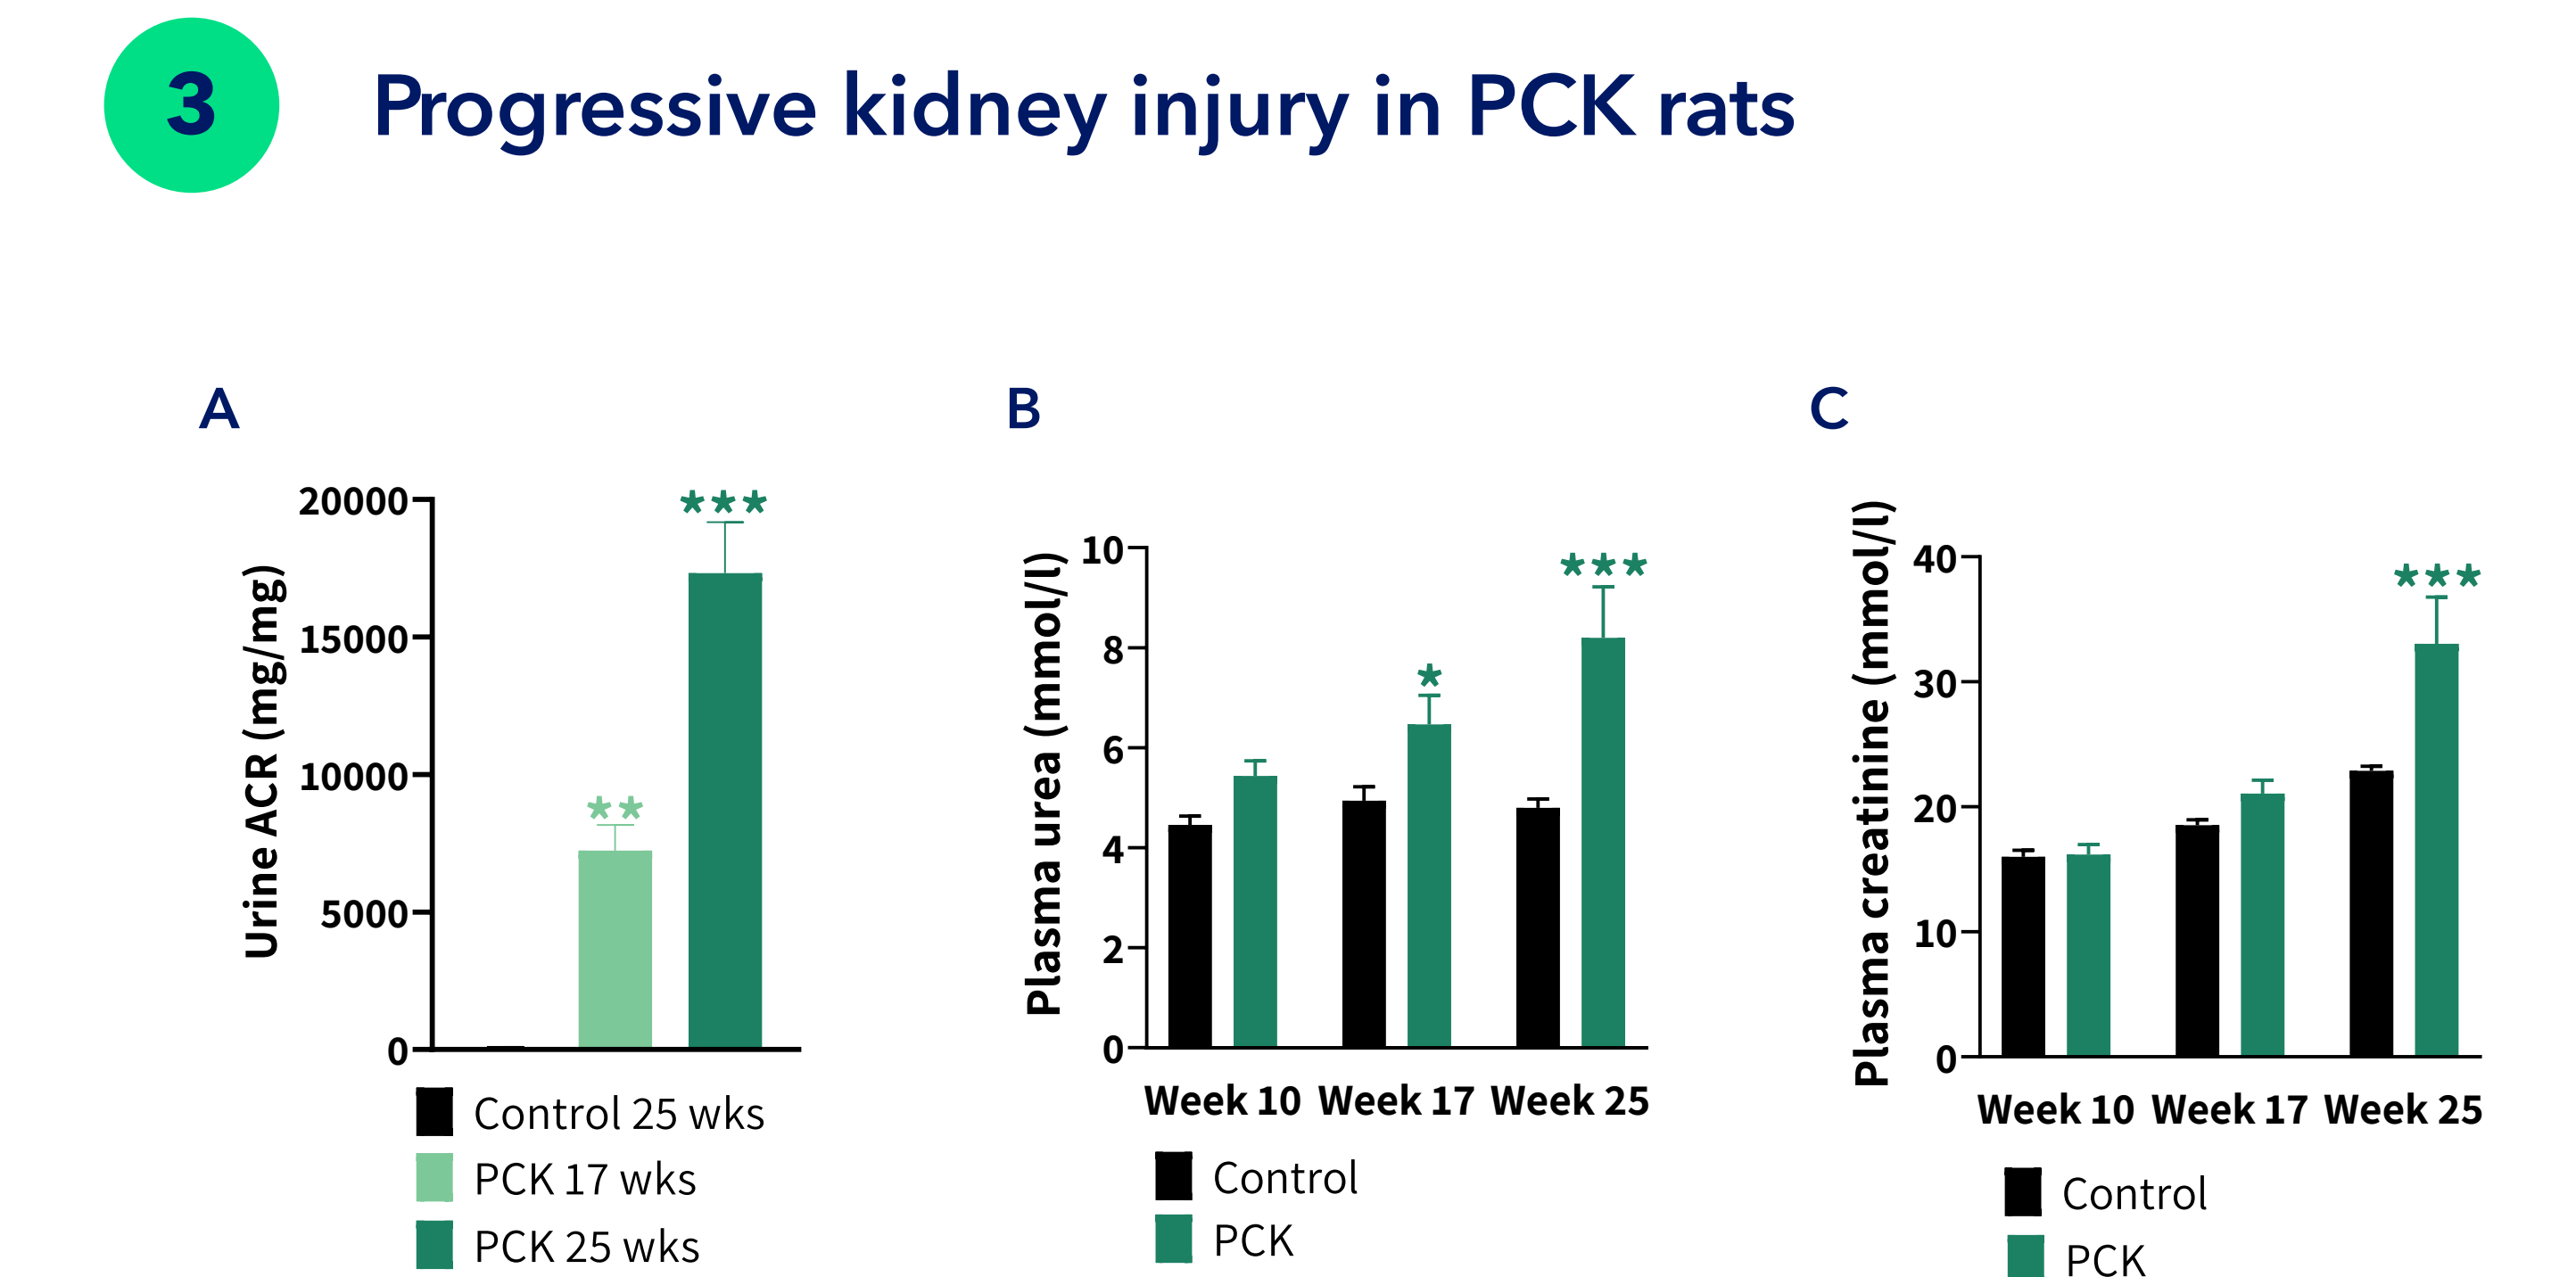 3
Progressive kidney injury in PCK rats
A
Urine ACR (mg/mg)
20000
15000
10000
5000
0
***
**
Control 25 wks
PCK 17 wks
PCK 25 wks
B
Plasma urea (mmol/l)
10
8
6
4
2
0
***
*
Week 10 Week 17 Week 25
Control
PCK
C
Plasma creatinine (mmol/l)
40
30
20
10
0
***
Week 10 Week 17 Week 25
Control
PCK